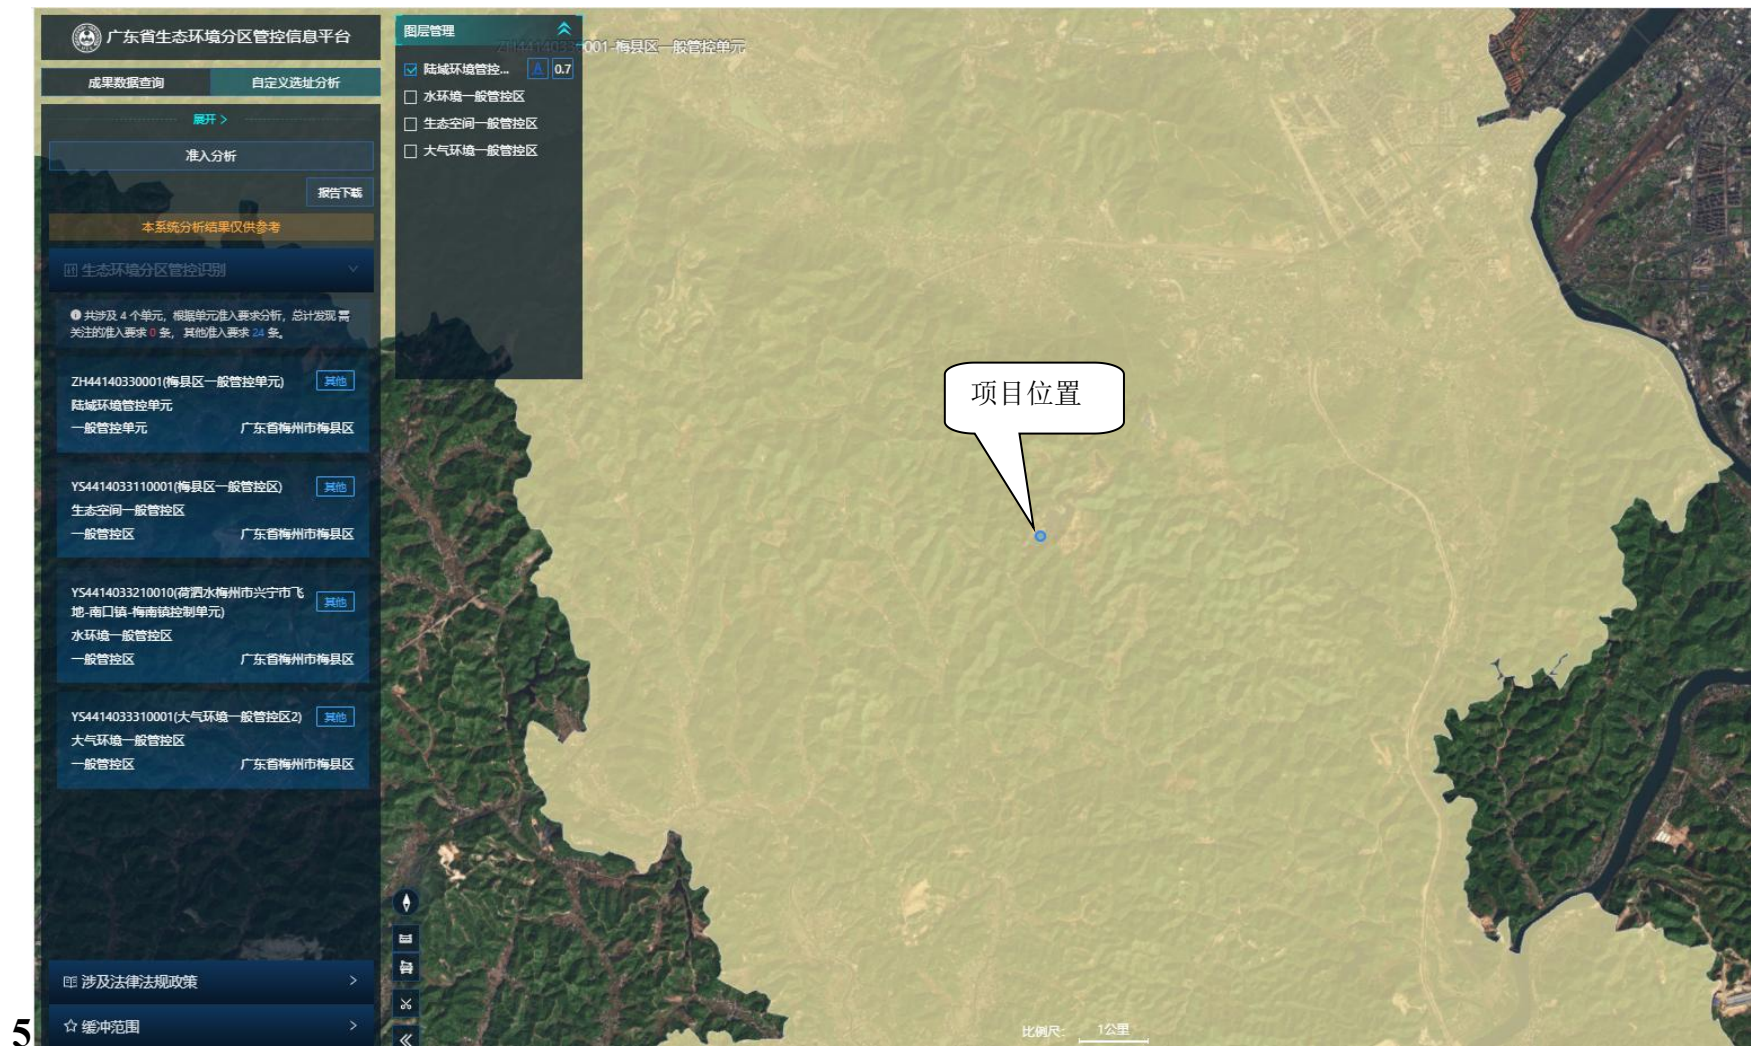 广东省生态环境分区管控信息平台
成果数据查询
自定义选址分析
展开 >
准入分析
报告下载
本系统分析结果仅供参考
生态环境分区管控识别
共涉及 4 个单元，根据单元准入要求分析，总计发现 需
关注的准入要求 0 条，其他准入要求 24 条。
ZH44140330001(梅县区一般管控单元)
其他
陆域环境管控单元
一般管控单元
广东省梅州市梅县区
YS4414033110001(梅县区一般管控区)
其他
生态空间一般管控区
一般管控区
广东省梅州市梅县区
YS4414033210010(荷泗水梅州市兴宁市飞
地-南口镇-梅南镇控制单元)
其他
水环境一般管控区
一般管控区
广东省梅州市梅县区
YS4414033310001(大气环境一般管控区2)
其他
大气环境一般管控区
一般管控区
广东省梅州市梅县区
涉及法律法规政策
缓冲范围
图层管理
陆域环境管控...
A
0.7
水环境一般管控区
生态空间一般管控区
大气环境一般管控区
ZH44140330001-梅县区一般管控单元
项目位置
比例尺：
1公里
5